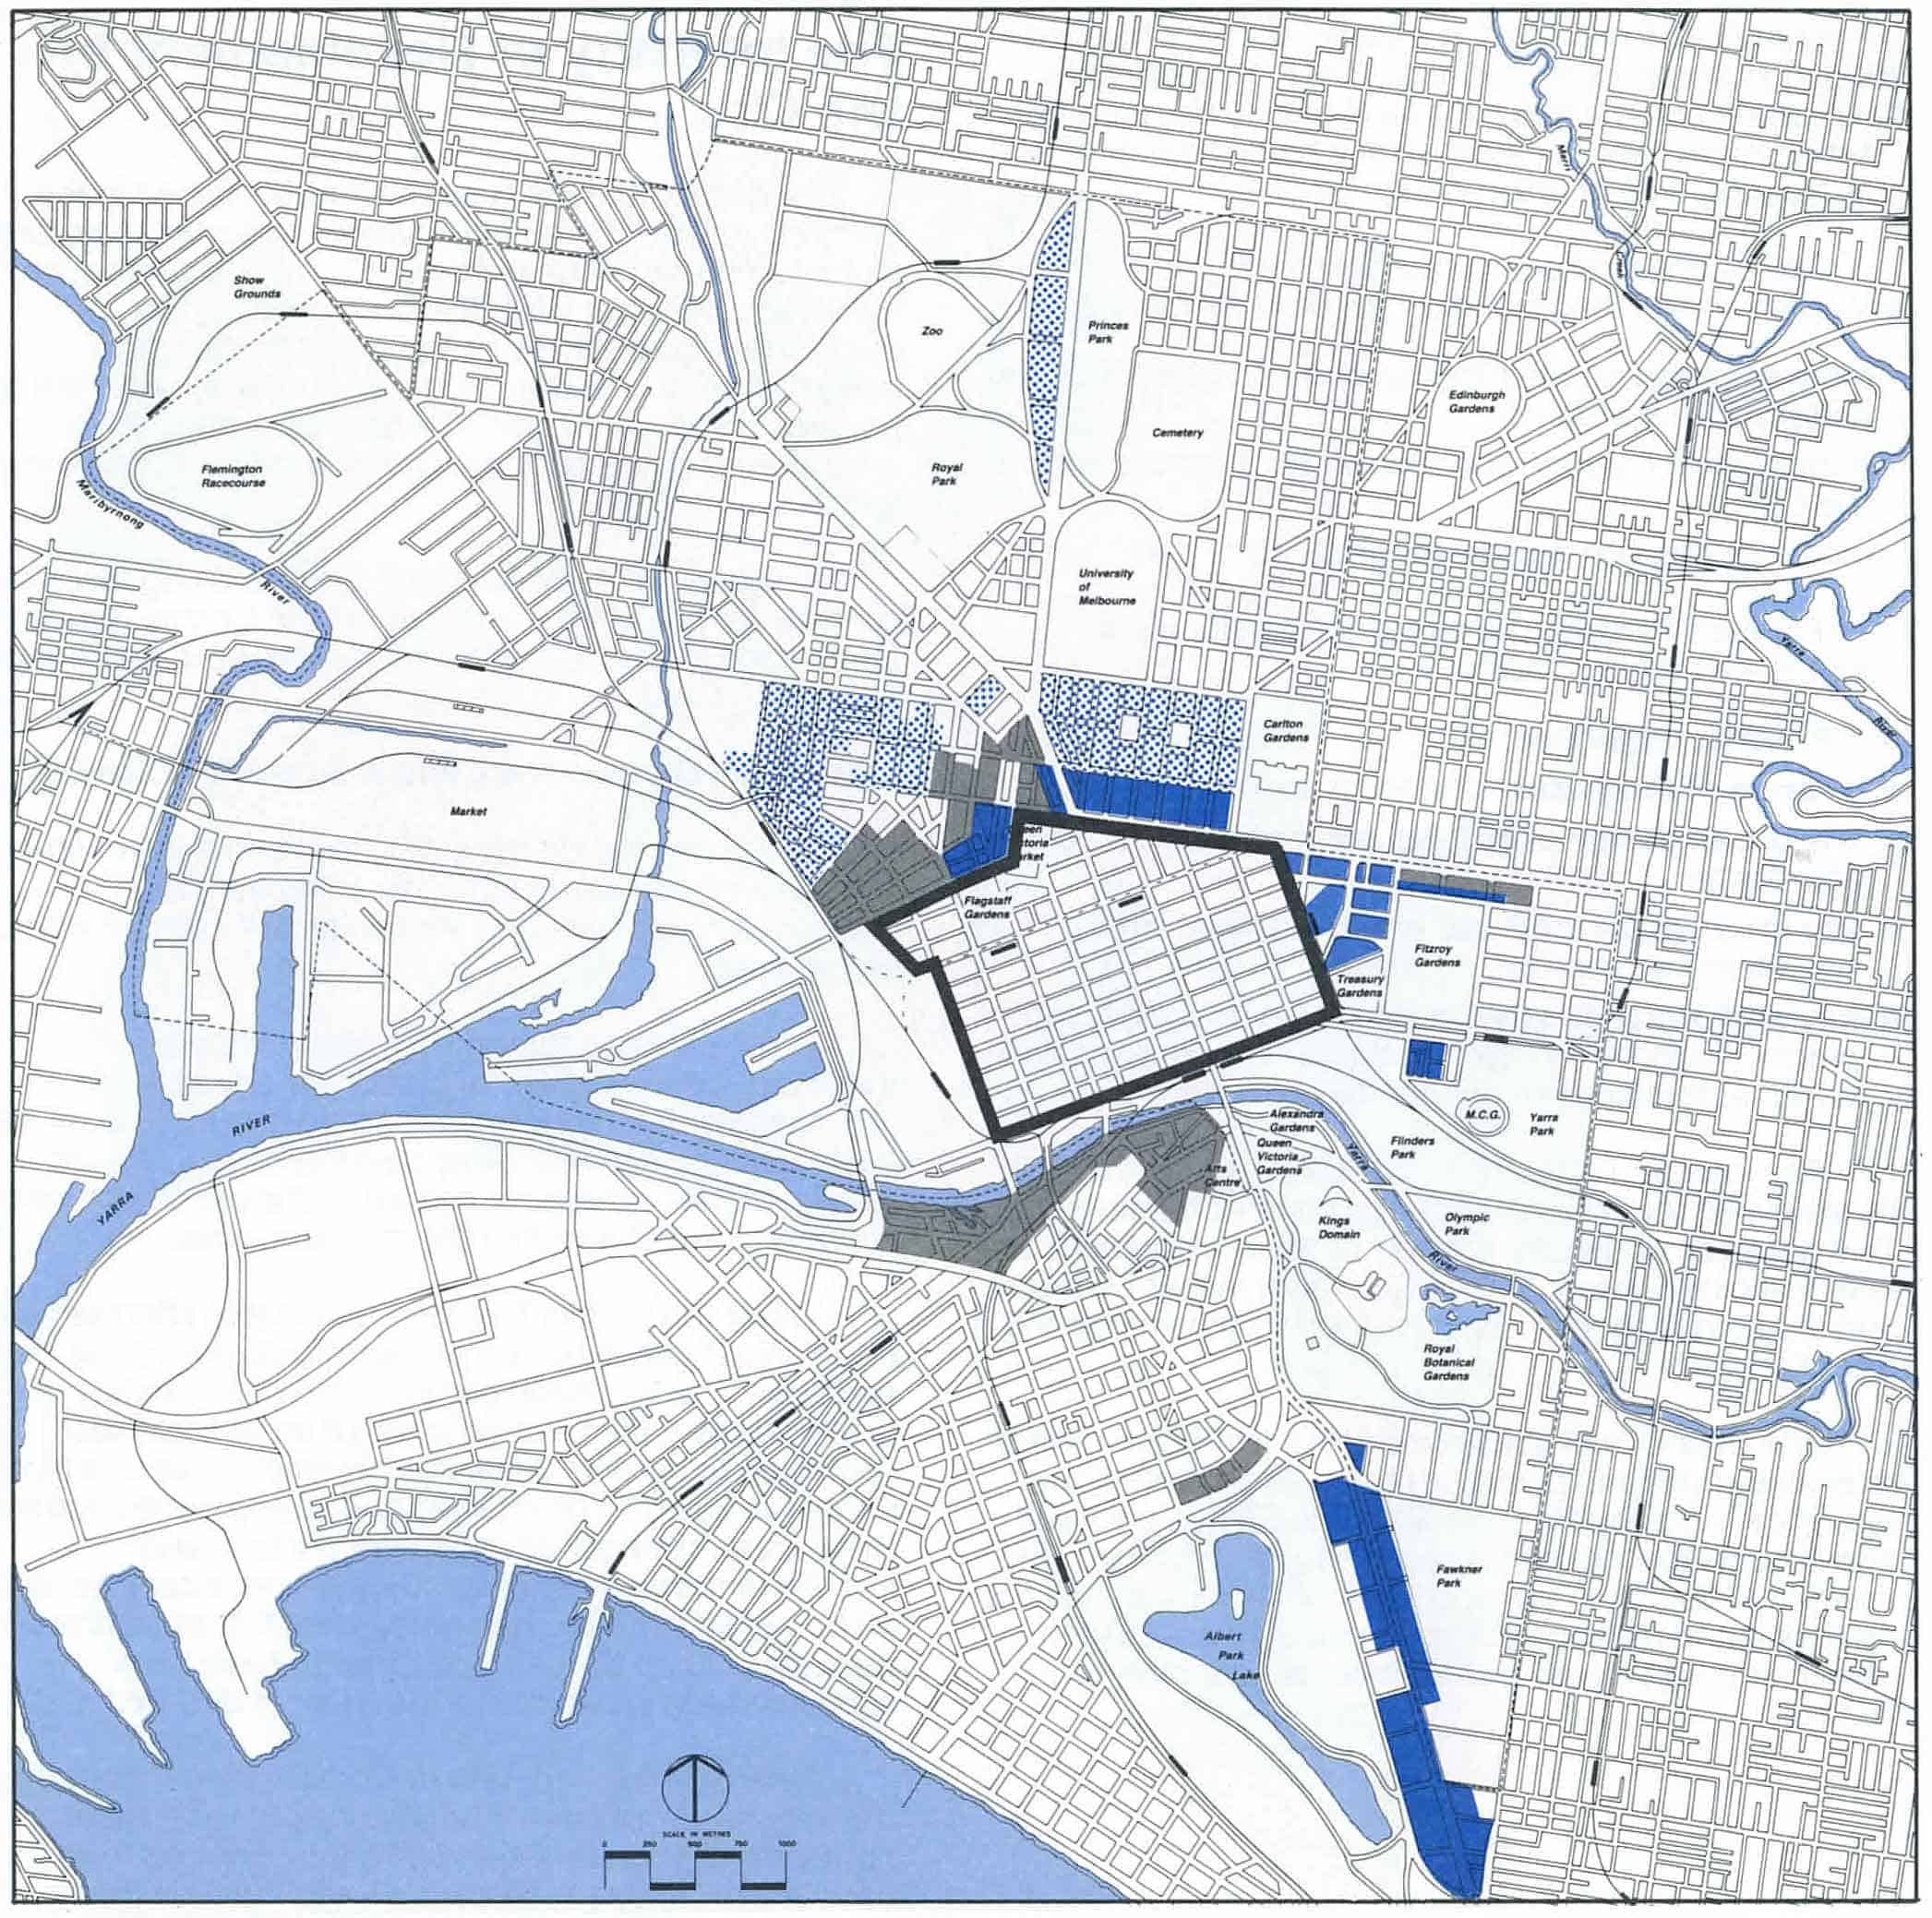 Merri
Creek
Show
Grounds
Zoo
Princes
Park
Edinburgh
Gardens
Cemetery
Flemington
Racecourse
Royal
Park
Maribyrnong
River
University
of
Melbourne
Yarra
River
Carlton
Gardens
Market
een
ctoria
arket
Flagstaff
Gardens
Fitzroy
Gardens
Treasury
Gardens
Alexandra
Gardens
M.C.G.
Yarra
Park
YARRA RIVER
Queen
Victoria
Gardens
Flinders
Park
Arts
Centre
Yarra
River
Kings
Domain
Olympic
Park
Royal
Botanical
Gardens
Fawkner
Park
Albert
Park
Lake
SCALE IN METRES
0 250 500 750 1000